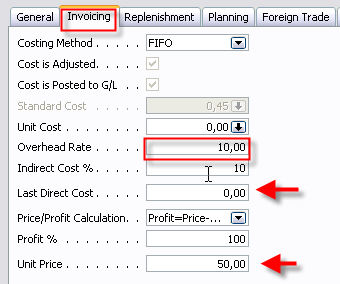 General Invoicing Replenishment Planning Foreign Trade
Costing Method . . . . . FIFO
Cost is Adjusted. . . . .
Cost is Posted to G/L . .
Standard Cost . . . . . . 0,45
Unit Cost . . . . . . . . 0,00
Overhead Rate . . . . . . 10,00
Indirect Cost % . . . . . 10
Last Direct Cost. . . . . 0,00
Price/Profit Calculation. . Profit=Price-...
Profit % . . . . . . . . 100
Unit Price . . . . . . . 50,00